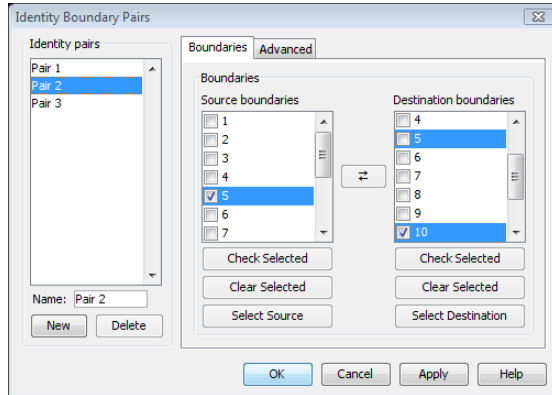 Identity Boundary Pairs
Identity pairs
Pair 1
Pair 2
Pair 3
Name: Pair 2
New Delete
Boundaries Advanced
Boundaries
Source boundaries
1
2
3
4
5
6
7
Check Selected
Clear Selected
Select Source
Destination boundaries
4
5
6
7
8
9
10
Check Selected
Clear Selected
Select Destination
OK Cancel Apply Help